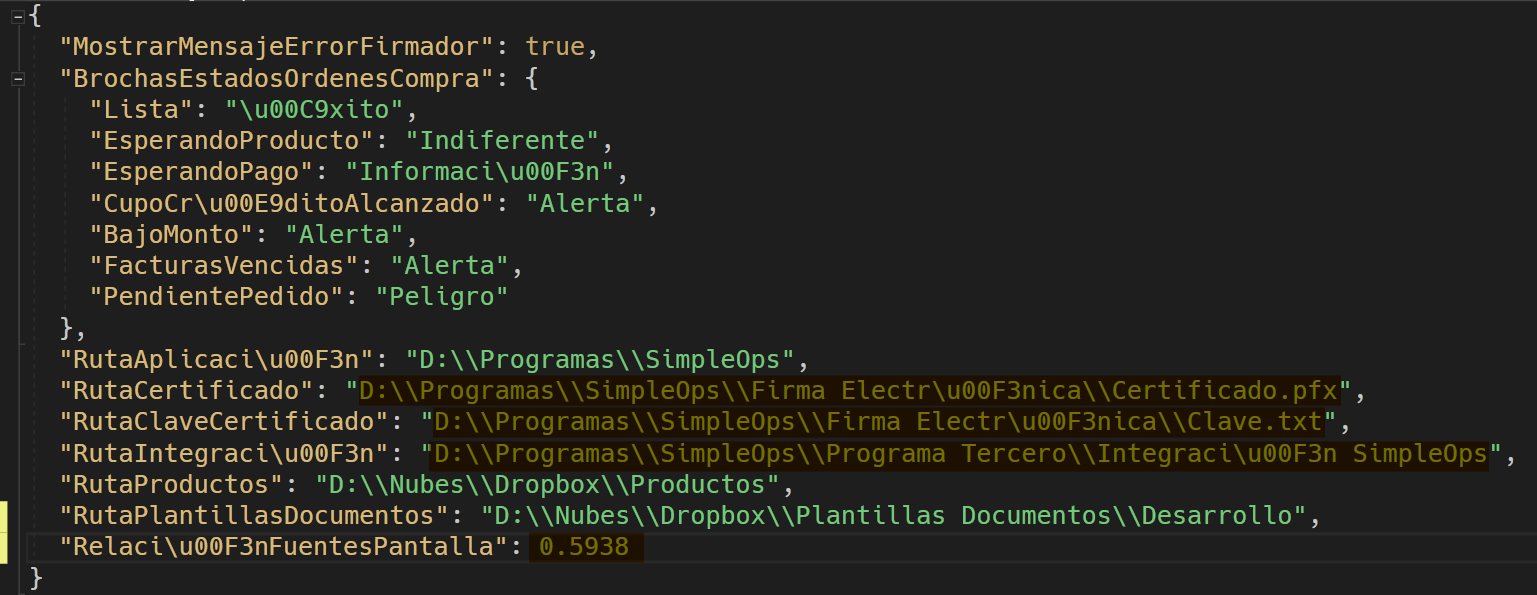 {
"MostrarMensajeErrorFirmador": true,
"BrochasEstadosOrdenesCompra": {
"Lista": "\u00C9xito",
"EsperandoProducto": "Indiferente",
"EsperandoPago": "Informaci\u00F3n",
"CupoCr\u00E9ditoAlcanzado": "Alerta",
"BajoMonto": "Alerta",
"FacturasVencidas": "Alerta",
"PendientePedido": "Peligro"
},
"RutaAplicaci\u00F3n": "D:\\Programas\\SimpleOps",
"RutaCertificado": "D:\\Programas\\SimpleOps\\Firma Electr\u00F3nica\\Certificado.pfx",
"RutaClaveCertificado": "D:\\Programas\\SimpleOps\\Firma Electr\u00F3nica\\Clave.txt",
"RutaIntegraci\u00F3n": "D:\\Programas\\SimpleOps\\Programa Tercero\\Integraci\u00F3n SimpleOps",
"RutaProductos": "D:\\Nubes\\Dropbox\\Productos",
"RutaPlantillasDocumentos": "D:\\Nubes\\Dropbox\\Plantillas Documentos\\Desarrollo",
"Relaci\u00F3nFuentesPantalla": 0.5938
}